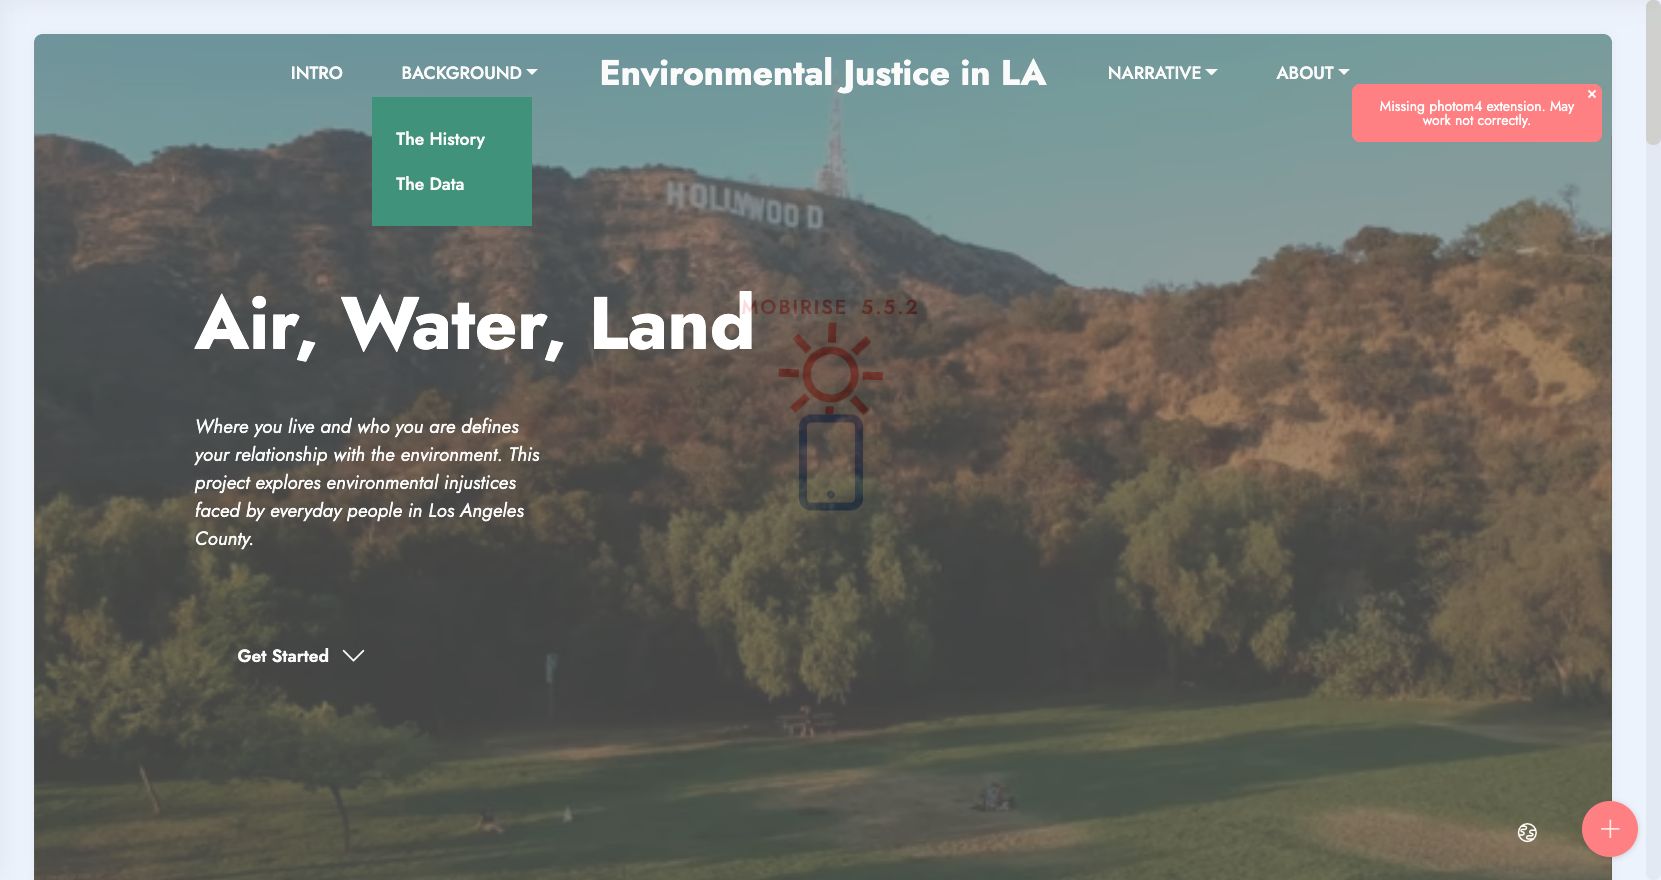 INTRO
BACKGROUND
Environmental Justice in LA
NARRATIVE
ABOUT
Missing photom4 extension. May
work not correctly.
The History
The Data
HOLLYWOOD
Air, Water, Land
MOBIRISE 5.5.2
Where you live and who you are defines
your relationship with the environment. This
project explores environmental injustices
faced by everyday people in Los Angeles
County.
Get Started